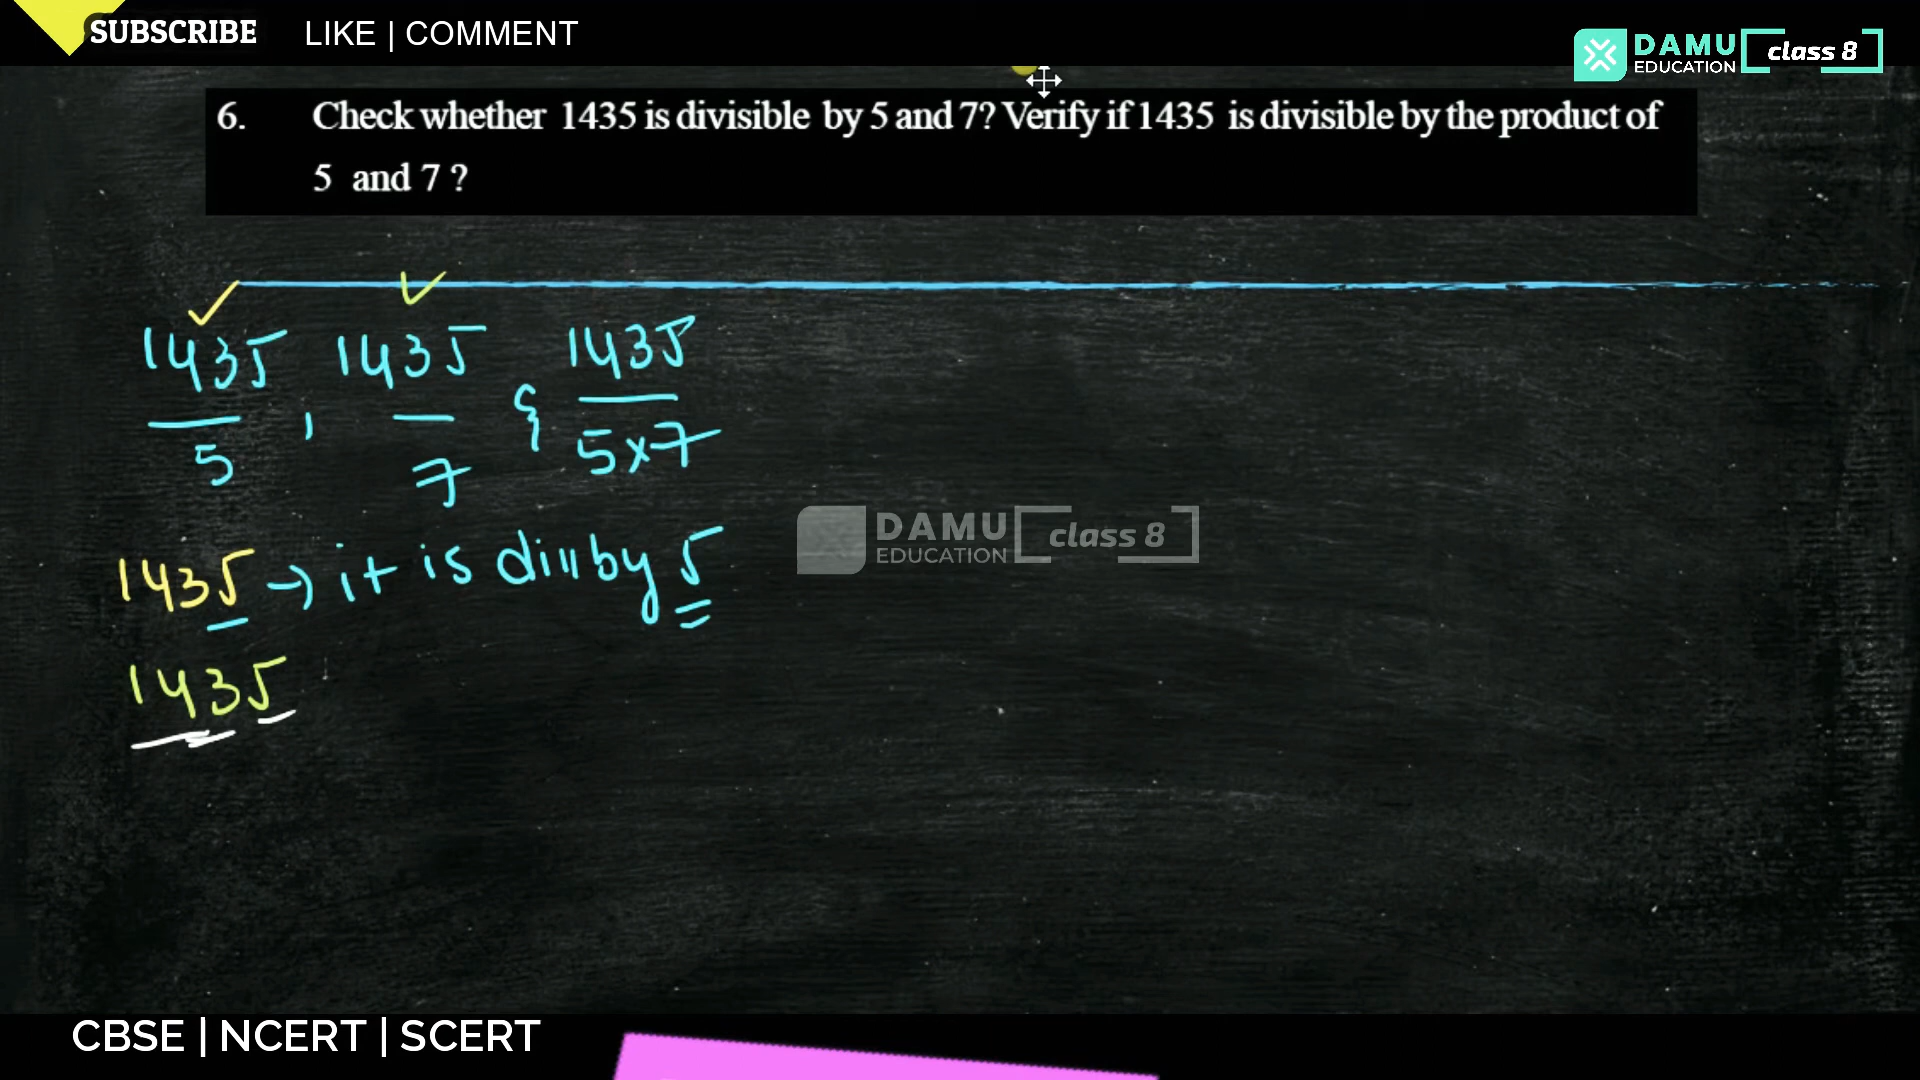 SUBSCRIBE LIKE | COMMENT
DAMU EDUCATION class 8
6. Check whether 1435 is divisible by 5 and 7? Verify if 1435 is divisible by the product of
5 and 7 ?
1435/5 , 1435/7 & 1435/5×7
DAMU EDUCATION class 8
1435 → it is di by 5
1435
CBSE | NCERT | SCERT